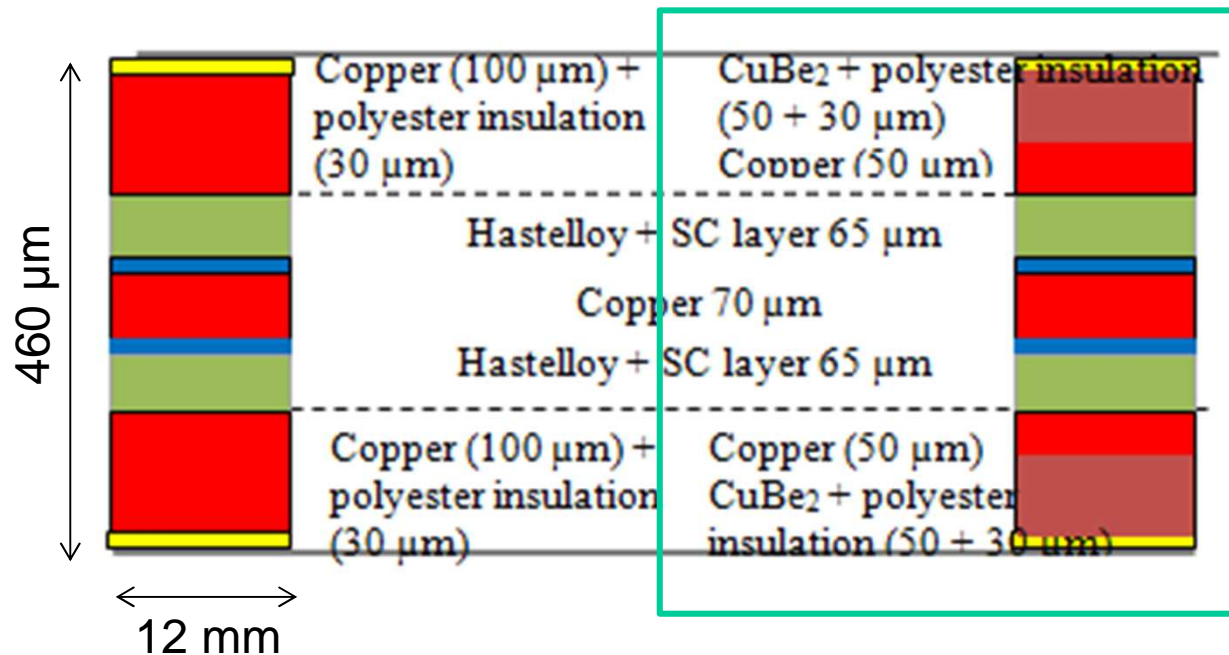 Copper (100 µm) +
polyester insulation
(30 µm)
CuBe2 + polyester insulation
(50 + 30 µm)
Copper (50 µm)
Hastelloy + SC layer 65 µm
Copper 70 µm
Hastelloy + SC layer 65 µm
Copper (100 µm) +
polyester insulation
(30 µm)
Copper (50 µm)
CuBe2 + polyester
insulation (50 + 30 µm)
460 µm
12 mm